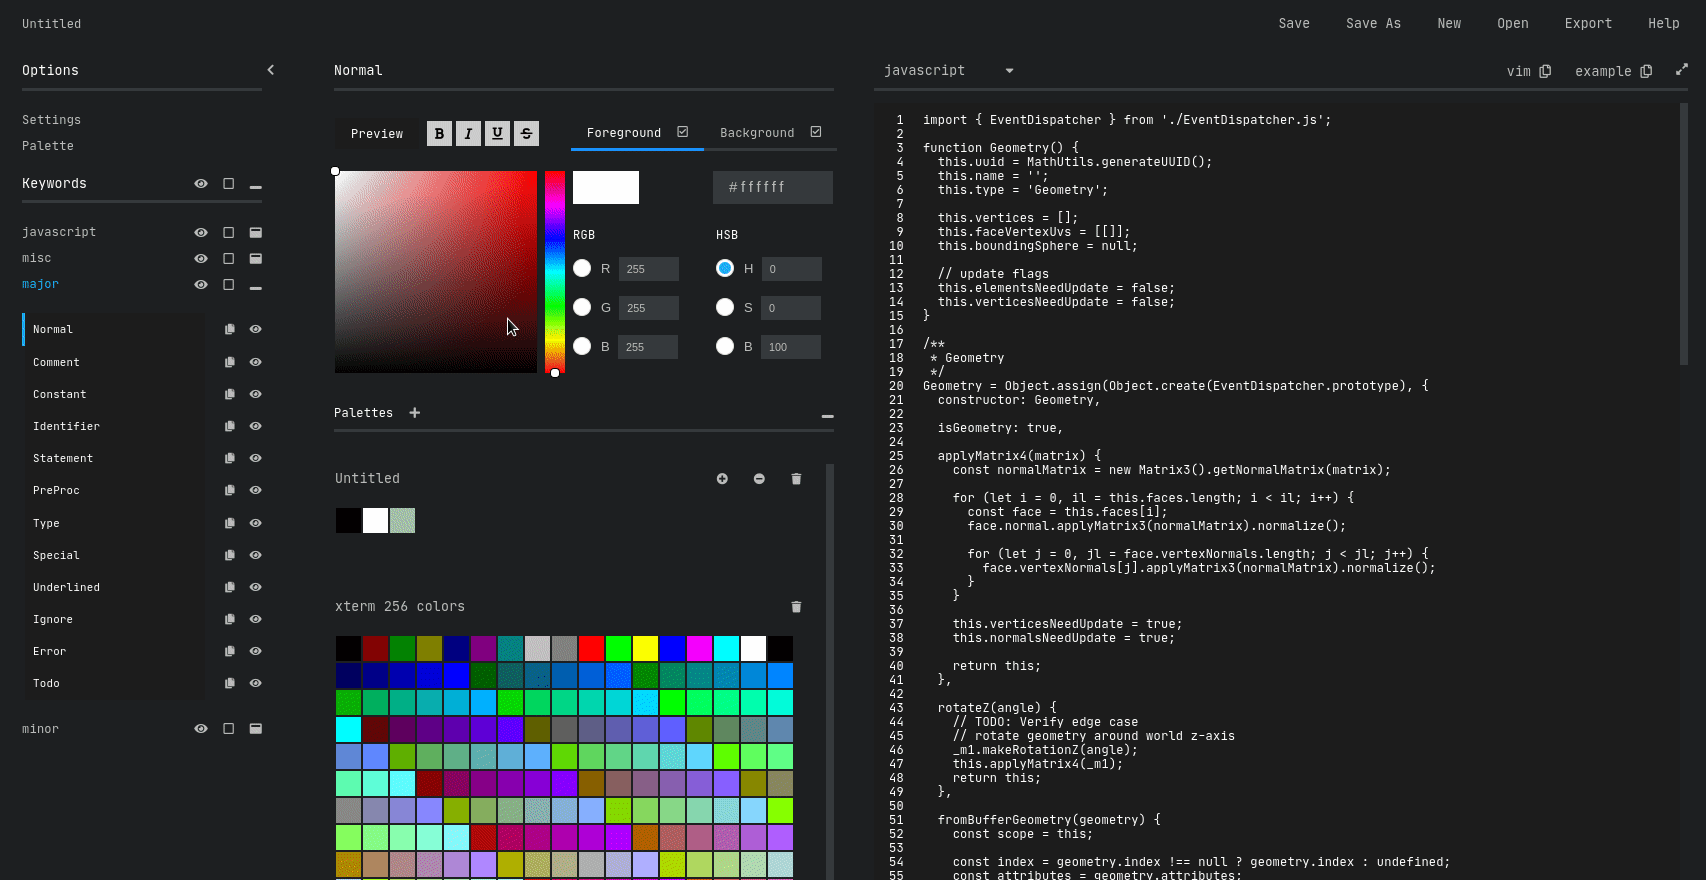 Untitled
Save Save As New Open Export Help
Options
Settings
Palette
Keywords
javascript
misc
major
Normal
Comment
Constant
Identifier
Statement
PreProc
Type
Special
Underlined
Ignore
Error
Todo
minor
Normal
Preview B I U S Foreground Background
#ffffff
RGB HSB
R 255 H 0
G 255 S 0
B 255 B 100
Palettes +
Untitled
xterm 256 colors
javascript vim example
1 import { EventDispatcher } from './EventDispatcher.js';
2
3 function Geometry() {
4 this.uuid = MathUtils.generateUUID();
5 this.name = '';
6 this.type = 'Geometry';
7
8 this.vertices = [];
9 this.faceVertexUvs = [[]];
10 this.boundingSphere = null;
11
12 // update flags
13 this.elementsNeedUpdate = false;
14 this.verticesNeedUpdate = false;
15 }
16
17 /**
18 * Geometry
19 */
20 Geometry = Object.assign(Object.create(EventDispatcher.prototype), {
21 constructor: Geometry,
22
23 isGeometry: true,
24
25 applyMatrix4(matrix) {
26 const normalMatrix = new Matrix3().getNormalMatrix(matrix);
27
28 for (let i = 0, il = this.faces.length; i < il; i++) {
29 const face = this.faces[i];
30 face.normal.applyMatrix3(normalMatrix).normalize();
31
32 for (let j = 0, jl = face.vertexNormals.length; j < jl; j++) {
33 face.vertexNormals[j].applyMatrix3(normalMatrix).normalize();
34 }
35 }
36
37 this.verticesNeedUpdate = true;
38 this.normalsNeedUpdate = true;
39
40 return this;
41 },
42
43 rotateZ(angle) {
44 // TODO: Verify edge case
45 // rotate geometry around world z-axis
46 _m1.makeRotationZ(angle);
47 this.applyMatrix4(_m1);
48 return this;
49 },
50
51 fromBufferGeometry(geometry) {
52 const scope = this;
53
54 const index = geometry.index !== null ? geometry.index : undefined;
55 const attributes = geometry.attributes;